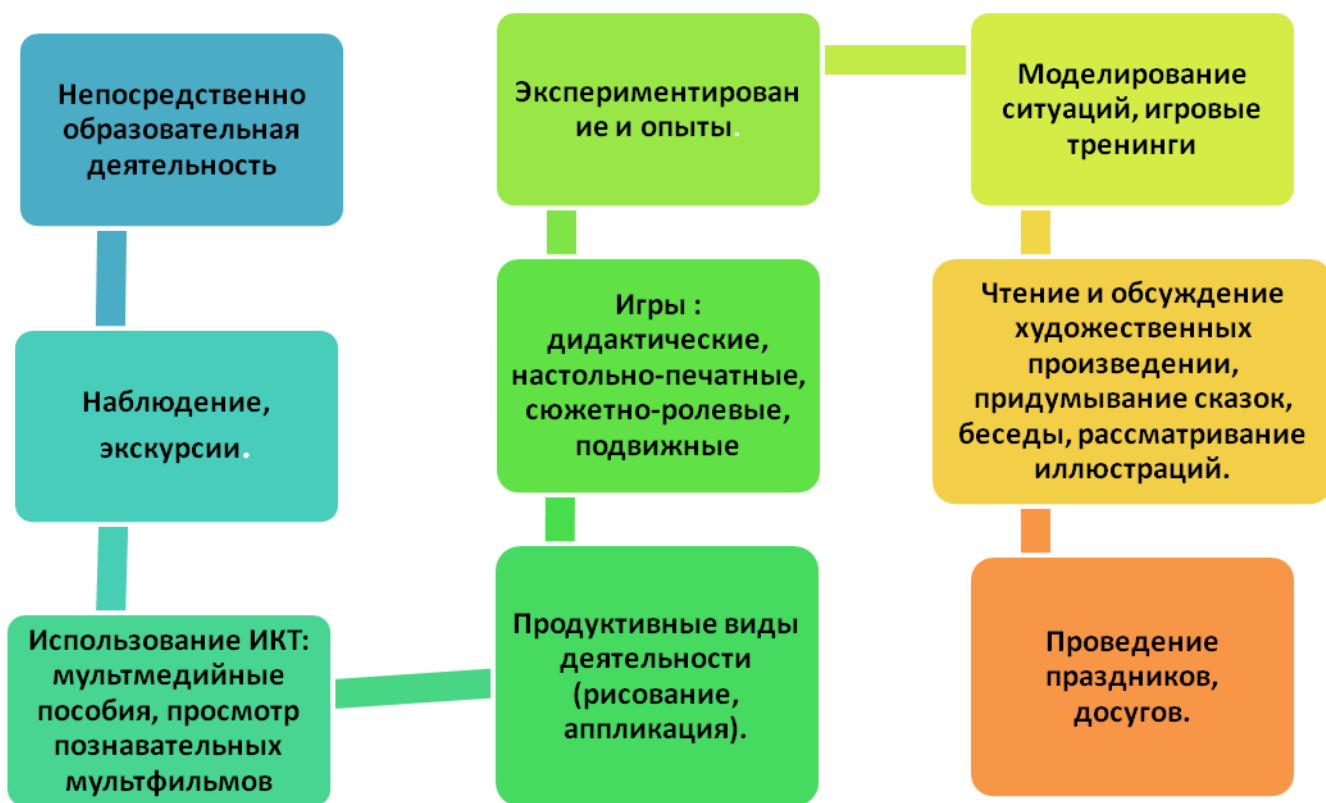 Непосредственно
образовательная
деятельность
Наблюдение,
экскурсии.
Использование ИКТ:
мультмедийные
пособия, просмотр
познавательных
мультфильмов
Продуктивные виды
деятельности
(рисование,
аппликация).
Игры :
дидактические,
настольно-печатные,
сюжетно-ролевые,
подвижные
Экспериментирован
ие и опыты.
Моделирование
ситуаций, игровые
тренинги
Чтение и обсуждение
художественных
произведении,
придумывание сказок,
беседы, рассматривание
иллюстраций.
Проведение
праздников,
досугов.